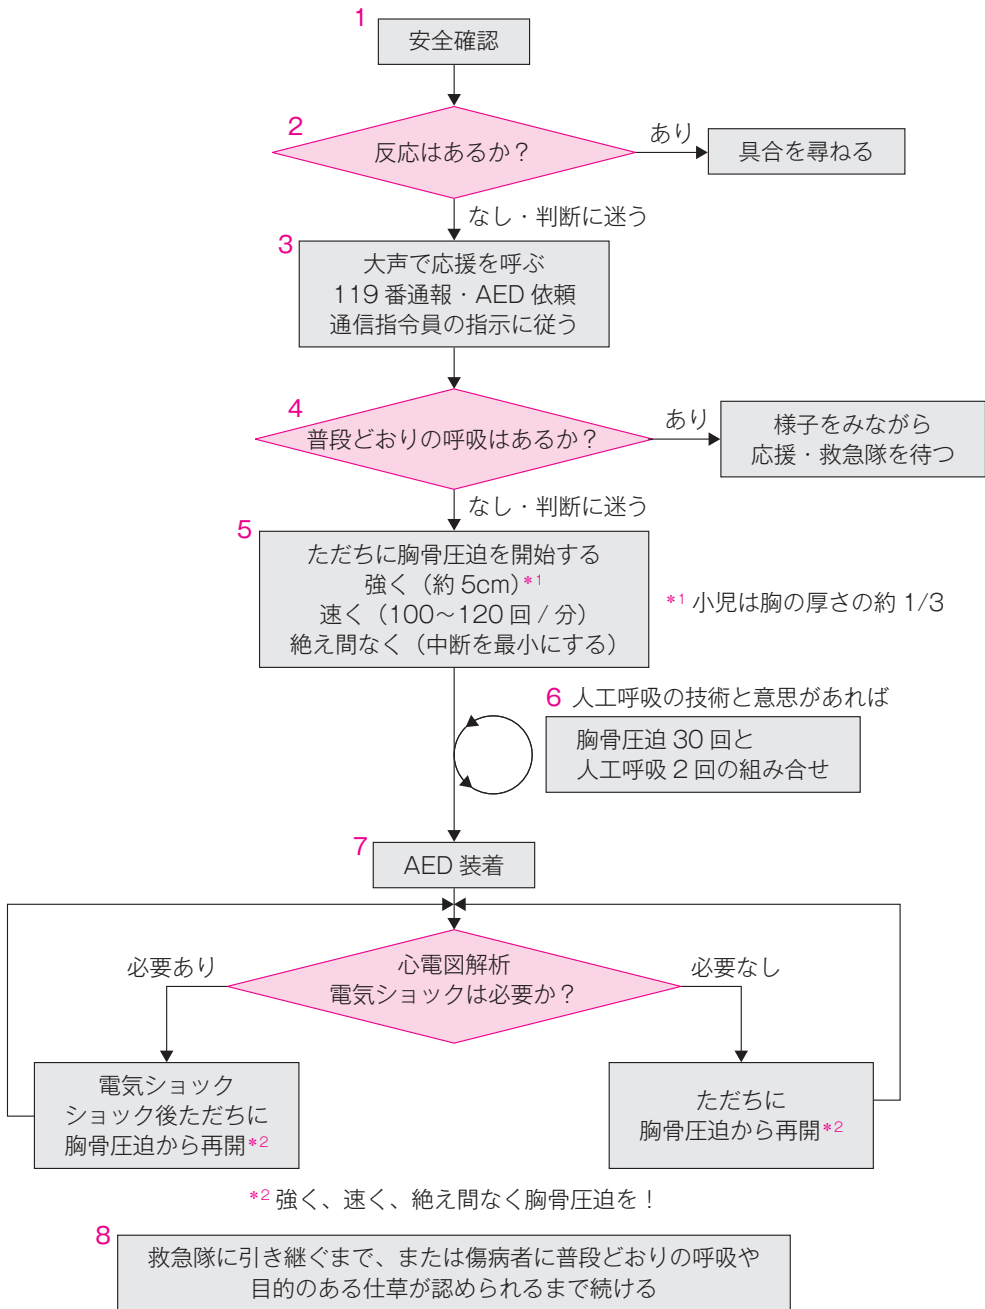 1
安全確認
2
反応はあるか？
あり
具合を尋ねる
なし・判断に迷う
3
大声で応援を呼ぶ
119 番通報・AED 依頼
通信指令員の指示に従う
4
普段どおりの呼吸はあるか？
あり
様子をみながら
応援・救急隊を待つ
なし・判断に迷う
5
ただちに胸骨圧迫を開始する
強く（約 5cm）*1
速く（100～120 回 / 分）
絶え間なく（中断を最小にする）
*1 小児は胸の厚さの約 1/3
6 人工呼吸の技術と意思があれば
胸骨圧迫 30 回と
人工呼吸 2 回の組み合せ
7
AED 装着
心電図解析
電気ショックは必要か？
必要あり
必要なし
電気ショック
ショック後ただちに
胸骨圧迫から再開*2
ただちに
胸骨圧迫から再開*2
*2 強く、速く、絶え間なく胸骨圧迫を！
8
救急隊に引き継ぐまで、または傷病者に普段どおりの呼吸や
目的のある仕草が認められるまで続ける